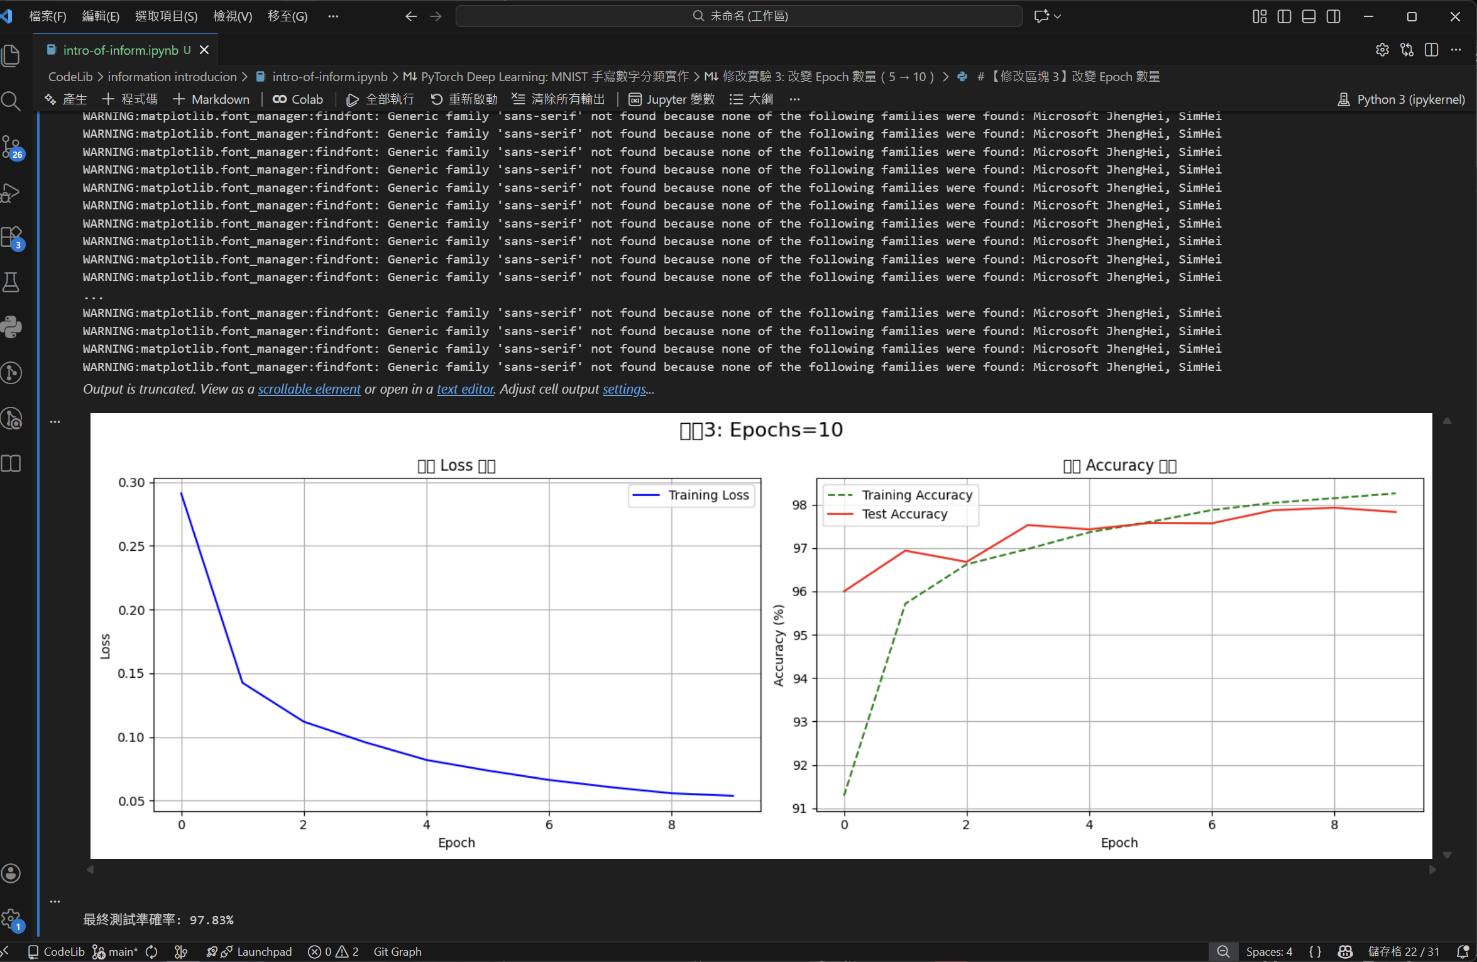 檔案(F) 編輯(E) 選取項目(S) 檢視(V) 移至(G) ··· 未命名 (工作區)
intro-of-inform.ipynb U
CodeLib > information introducion > intro-of-inform.ipynb > M↓ PyTorch Deep Learning: MNIST 手寫數字分類實作 > M↓ 修改實驗 3: 改變 Epoch 數量 ( 5 → 10 ) > # 【修改區塊 3】改變 Epoch 數量
產生 + 程式碼 + Markdown | Colab 全部執行 重新啟動 清除所有輸出 | Jupyter 變數 大綱 ··· Python 3 (ipykernel)
WARNING:matplotlib.font_manager:findfont: Generic family 'sans-serif' not found because none of the following families were found: Microsoft JhengHei, SimHei
WARNING:matplotlib.font_manager:findfont: Generic family 'sans-serif' not found because none of the following families were found: Microsoft JhengHei, SimHei
WARNING:matplotlib.font_manager:findfont: Generic family 'sans-serif' not found because none of the following families were found: Microsoft JhengHei, SimHei
WARNING:matplotlib.font_manager:findfont: Generic family 'sans-serif' not found because none of the following families were found: Microsoft JhengHei, SimHei
WARNING:matplotlib.font_manager:findfont: Generic family 'sans-serif' not found because none of the following families were found: Microsoft JhengHei, SimHei
WARNING:matplotlib.font_manager:findfont: Generic family 'sans-serif' not found because none of the following families were found: Microsoft JhengHei, SimHei
WARNING:matplotlib.font_manager:findfont: Generic family 'sans-serif' not found because none of the following families were found: Microsoft JhengHei, SimHei
WARNING:matplotlib.font_manager:findfont: Generic family 'sans-serif' not found because none of the following families were found: Microsoft JhengHei, SimHei
WARNING:matplotlib.font_manager:findfont: Generic family 'sans-serif' not found because none of the following families were found: Microsoft JhengHei, SimHei
WARNING:matplotlib.font_manager:findfont: Generic family 'sans-serif' not found because none of the following families were found: Microsoft JhengHei, SimHei
...
WARNING:matplotlib.font_manager:findfont: Generic family 'sans-serif' not found because none of the following families were found: Microsoft JhengHei, SimHei
WARNING:matplotlib.font_manager:findfont: Generic family 'sans-serif' not found because none of the following families were found: Microsoft JhengHei, SimHei
WARNING:matplotlib.font_manager:findfont: Generic family 'sans-serif' not found because none of the following families were found: Microsoft JhengHei, SimHei
WARNING:matplotlib.font_manager:findfont: Generic family 'sans-serif' not found because none of the following families were found: Microsoft JhengHei, SimHei
Output is truncated. View as a scrollable element or open in a text editor. Adjust cell output settings...
□□3: Epochs=10
□□ Loss □□
Training Loss
0.30
0.25
0.20
0.15
0.10
0.05
Loss
0 2 4 6 8
Epoch
□□ Accuracy □□
Training Accuracy
Test Accuracy
98
97
96
95
94
93
92
91
Accuracy (%)
0 2 4 6 8
Epoch
最終測試準確率: 97.83%
26
3
1
CodeLib main* Launchpad 0 2 Git Graph Spaces: 4 {} 儲存格 22 / 31